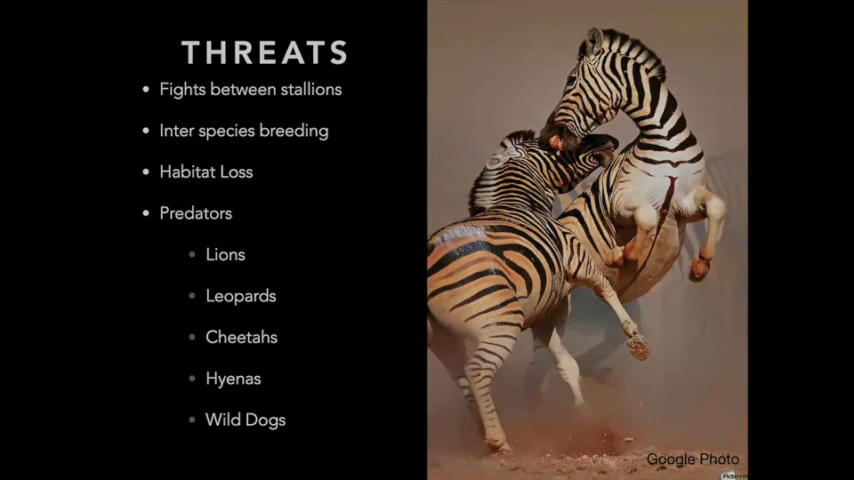 THREATS
• Fights between stallions
• Inter species breeding
• Habitat Loss
• Predators
• Lions
• Leopards
• Cheetahs
• Hyenas
• Wild Dogs
Google Photo